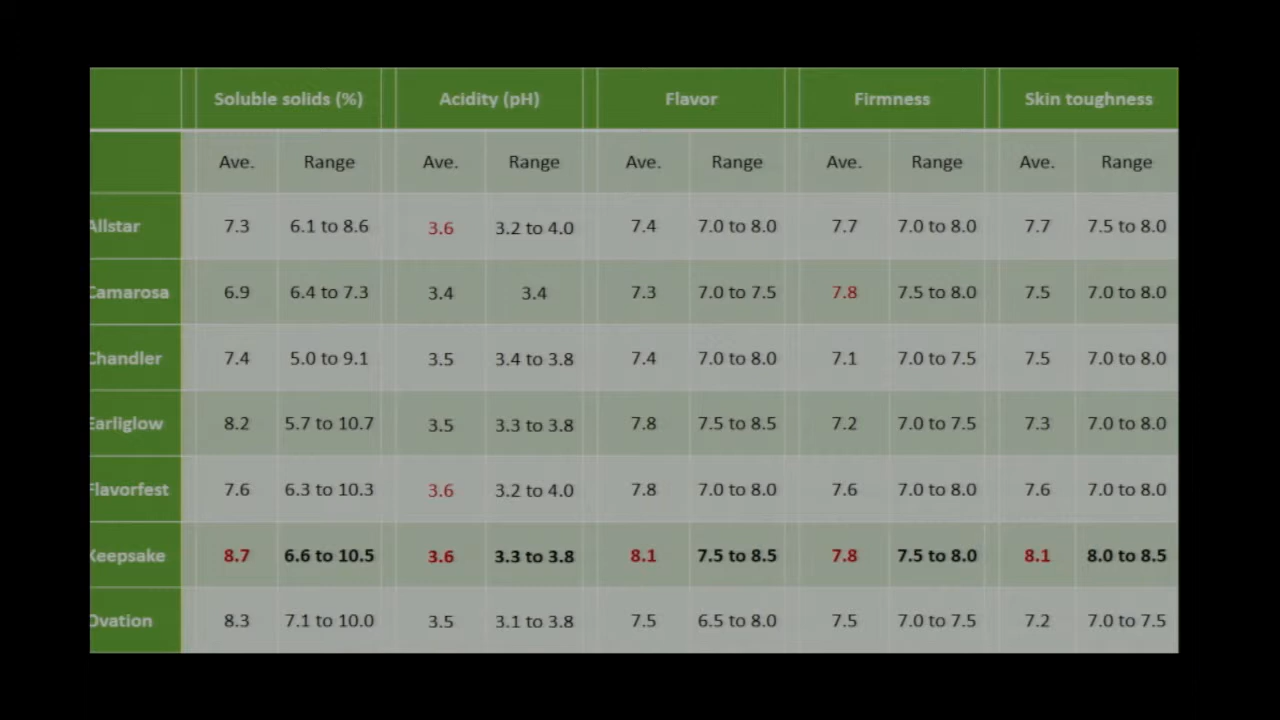 Soluble solids (%) Acidity (pH) Flavor Firmness Skin toughness
Ave. Range Ave. Range Ave. Range Ave. Range Ave. Range
Allstar 7.3 6.1 to 8.6 3.6 3.2 to 4.0 7.4 7.0 to 8.0 7.7 7.0 to 8.0 7.7 7.5 to 8.0
Camarosa 6.9 6.4 to 7.3 3.4 3.4 7.3 7.0 to 7.5 7.8 7.5 to 8.0 7.5 7.0 to 8.0
Chandler 7.4 5.0 to 9.1 3.5 3.4 to 3.8 7.4 7.0 to 8.0 7.1 7.0 to 7.5 7.5 7.0 to 8.0
Earliglow 8.2 5.7 to 10.7 3.5 3.3 to 3.8 7.8 7.5 to 8.5 7.2 7.0 to 7.5 7.3 7.0 to 8.0
Flavorfest 7.6 6.3 to 10.3 3.6 3.2 to 4.0 7.8 7.0 to 8.0 7.6 7.0 to 8.0 7.6 7.0 to 8.0
Keepsake 8.7 6.6 to 10.5 3.6 3.3 to 3.8 8.1 7.5 to 8.5 7.8 7.5 to 8.0 8.1 8.0 to 8.5
Ovation 8.3 7.1 to 10.0 3.5 3.1 to 3.8 7.5 6.5 to 8.0 7.5 7.0 to 7.5 7.2 7.0 to 7.5